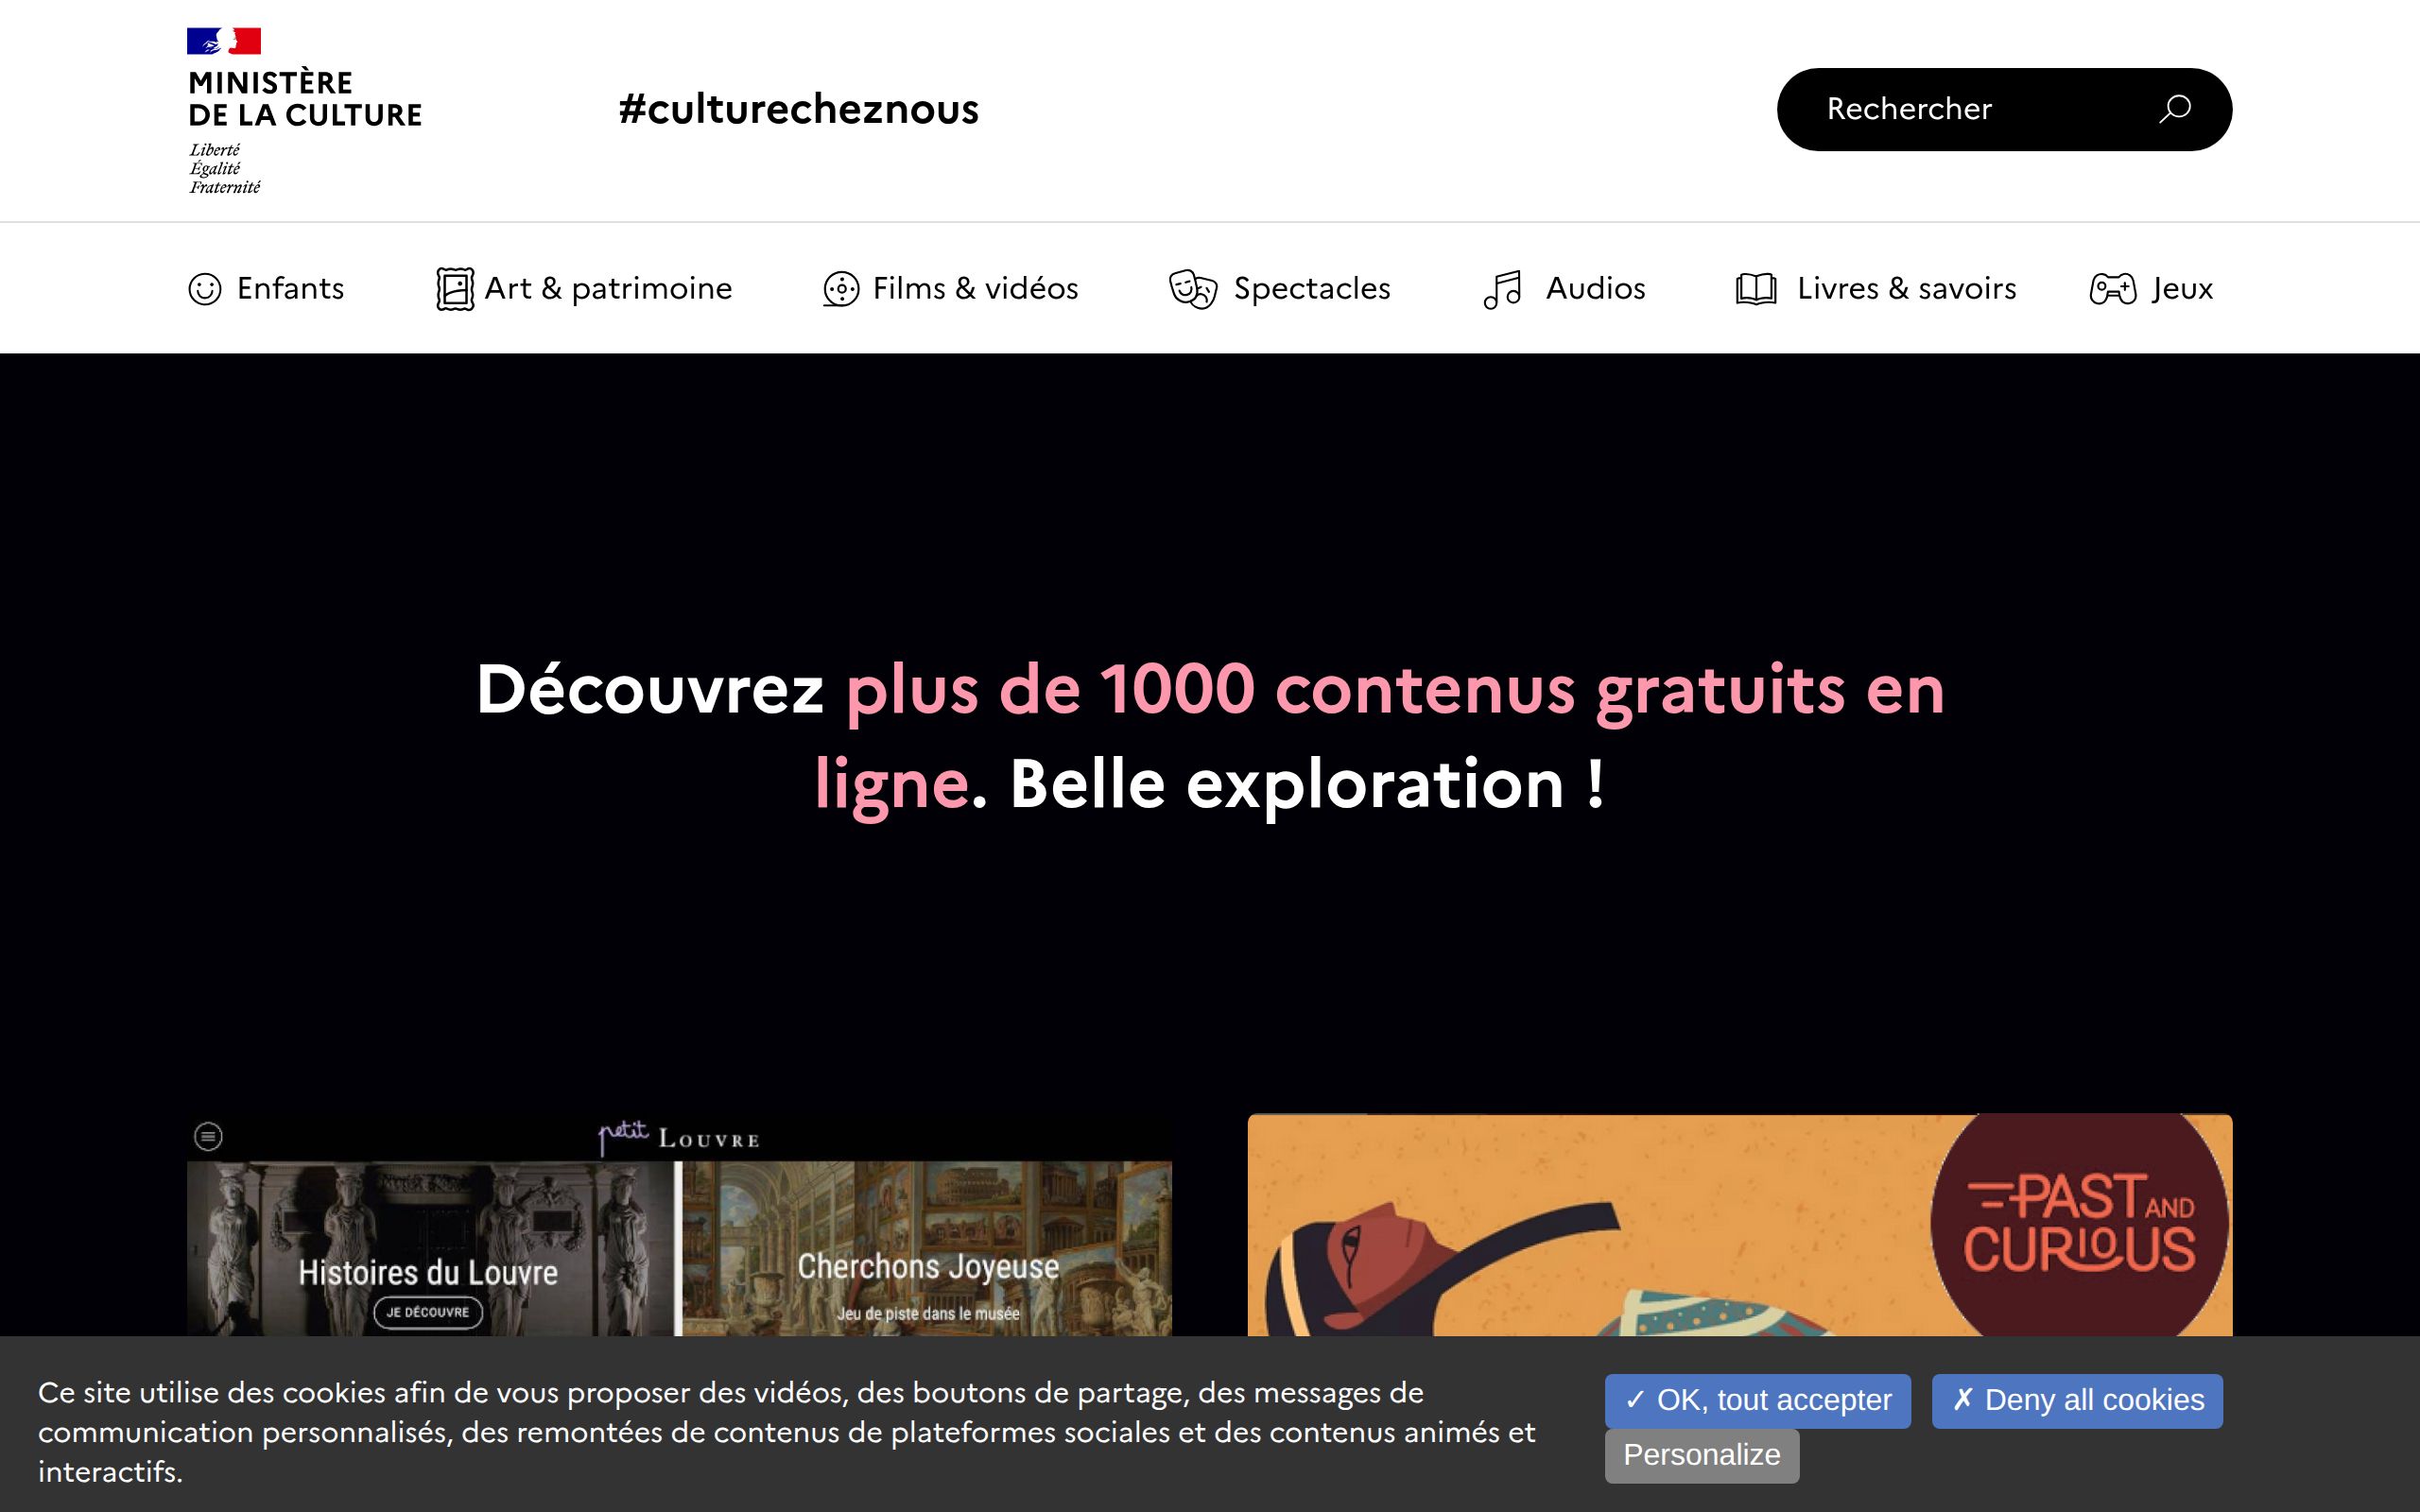 MINISTÈRE
DE LA CULTURE
Liberté
Égalité
Fraternité
#culturecheznous
Rechercher
Enfants
Art & patrimoine
Films & vidéos
Spectacles
Audios
Livres & savoirs
Jeux
Découvrez plus de 1000 contenus gratuits en
ligne. Belle exploration !
petit LOUVRE
Histoires du Louvre
JE DÉCOUVRE
Cherchons Joyeuse
Jeu de piste dans le musée
PAST AND
CURIOUS
Ce site utilise des cookies afin de vous proposer des vidéos, des boutons de partage, des messages de
communication personnalisés, des remontées de contenus de plateformes sociales et des contenus animés et
interactifs.
✓ OK, tout accepter
✗ Deny all cookies
Personalize